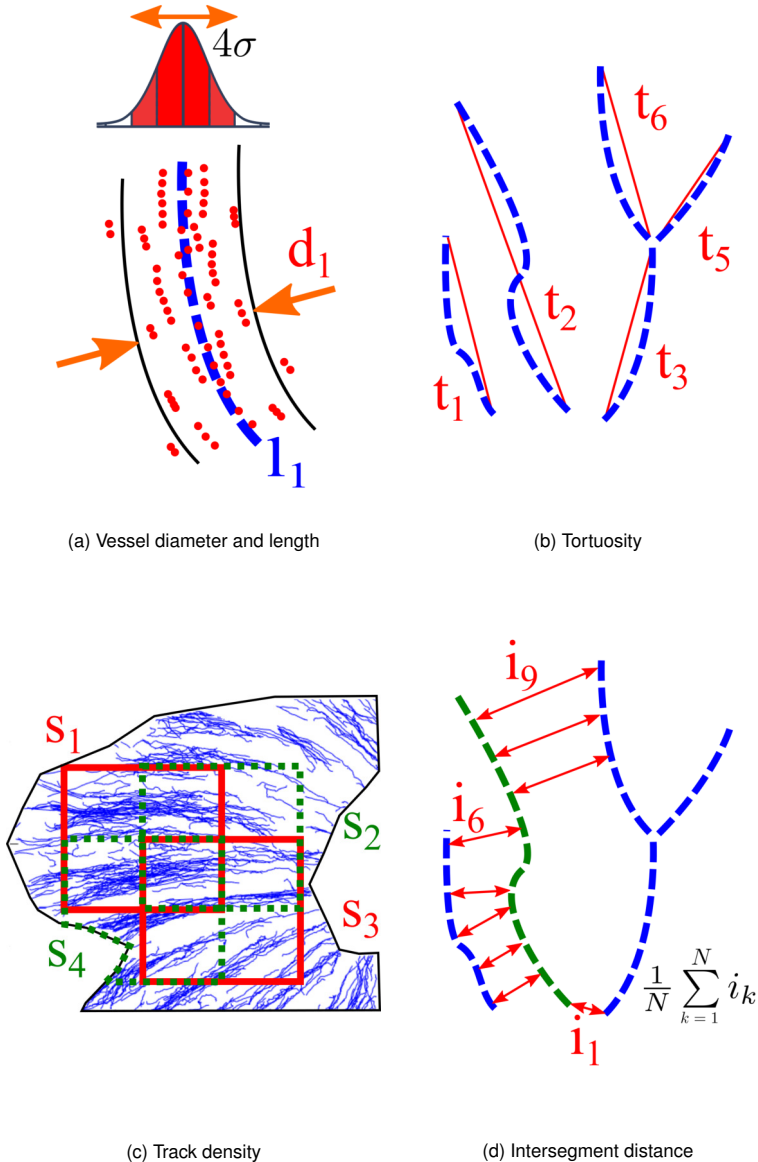 4σ
d₁
l₁
(a) Vessel diameter and length
t₆
t₅
t₂
t₃
t₁
(b) Tortuosity
s₁
s₂
s₃
s₄
(c) Track density
i₉
i₆
1/N ∑ i_k
N
k = 1
i₁
(d) Intersegment distance